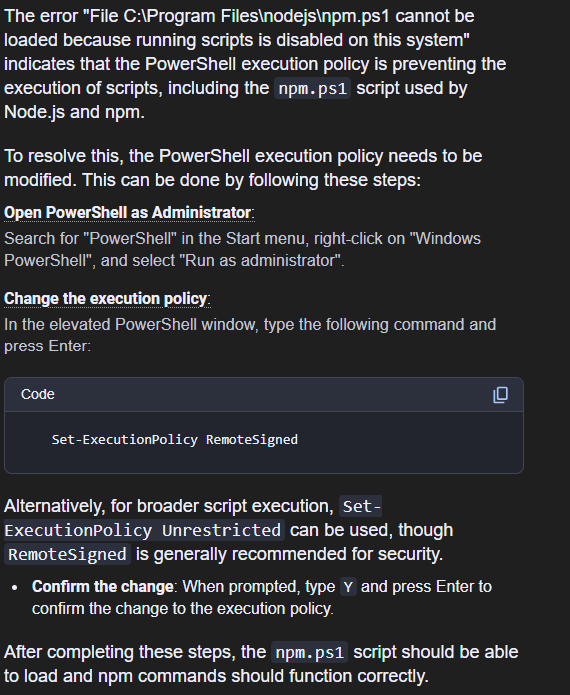 The error "File C:\Program Files\nodejs\npm.ps1 cannot be
loaded because running scripts is disabled on this system"
indicates that the PowerShell execution policy is preventing the
execution of scripts, including the npm.ps1 script used by
Node.js and npm.
To resolve this, the PowerShell execution policy needs to be
modified. This can be done by following these steps:
Open PowerShell as Administrator:
Search for "PowerShell" in the Start menu, right-click on "Windows
PowerShell", and select "Run as administrator".
Change the execution policy:
In the elevated PowerShell window, type the following command and
press Enter:
Code
Set-ExecutionPolicy RemoteSigned
Alternatively, for broader script execution, Set-
ExecutionPolicy Unrestricted can be used, though
RemoteSigned is generally recommended for security.
• Confirm the change: When prompted, type Y and press Enter to
confirm the change to the execution policy.
After completing these steps, the npm.ps1 script should be able
to load and npm commands should function correctly.